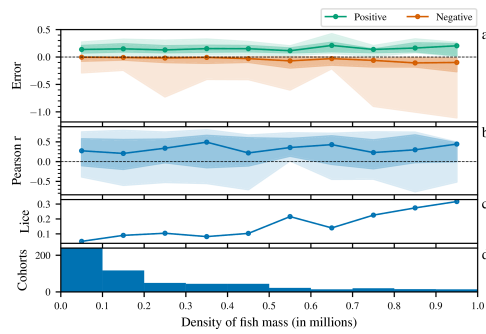 Positive Negative
a
0.5
0.0
−0.5
−1.0
Error
b
0.5
0.0
−0.5
Pearson r
0.3
0.2
0.1
Lice
200
0
Cohorts
0.0 0.1 0.2 0.3 0.4 0.5 0.6 0.7 0.8 0.9 1.0
Density of fish mass (in millions)